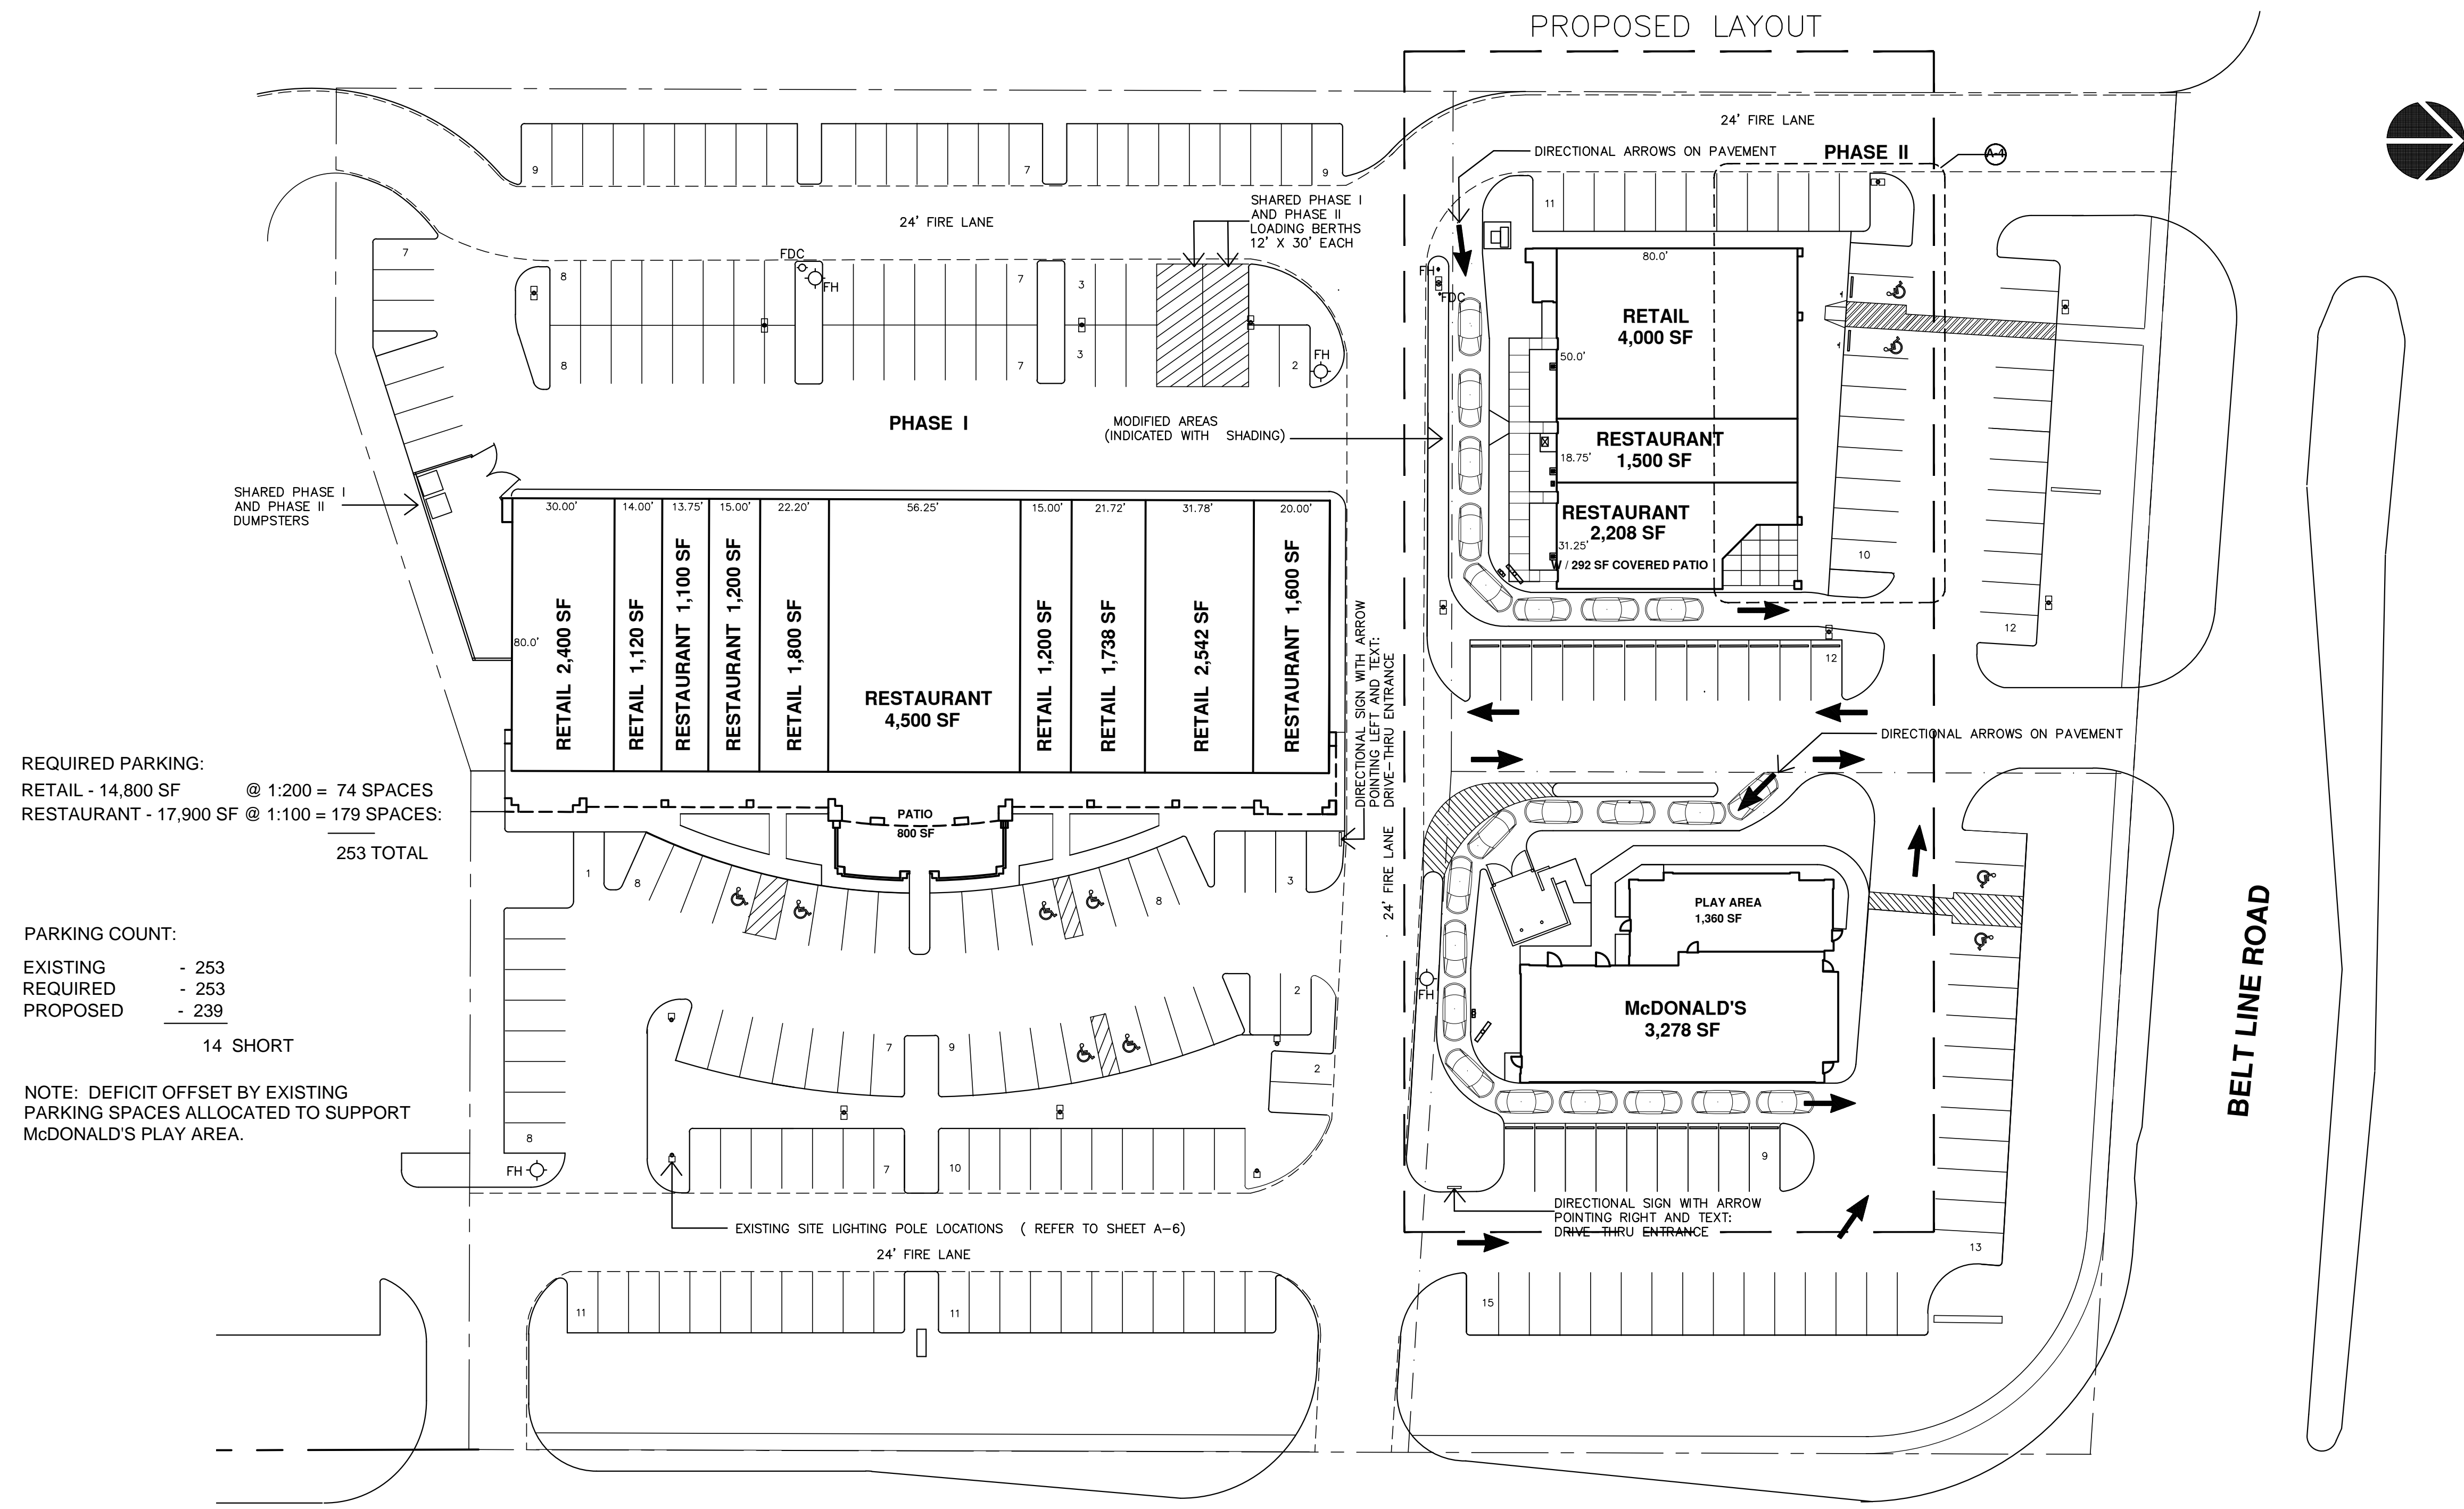 PROPOSED LAYOUT
24' FIRE LANE
DIRECTIONAL ARROWS ON PAVEMENT
PHASE II
A-4
9
7
9
11
24' FIRE LANE
SHARED PHASE I
AND PHASE II
LOADING BERTHS
12' X 30' EACH
7
FDC
FH
8
7
3
8
7
3
2
FH
FH
FDC
80.0'
RETAIL
4,000 SF
50.0'
PHASE I
MODIFIED AREAS
(INDICATED WITH SHADING)
RESTAURANT
1,500 SF
18.75'
RESTAURANT
2,208 SF
31.25'
W / 292 SF COVERED PATIO
10
12
12
SHARED PHASE I
AND PHASE II
DUMPSTERS
30.00'
14.00'
13.75'
15.00'
22.20'
56.25'
15.00'
21.72'
31.78'
20.00'
80.0'
RETAIL 2,400 SF
RETAIL 1,120 SF
RESTAURANT 1,100 SF
RESTAURANT 1,200 SF
RETAIL 1,800 SF
RESTAURANT
4,500 SF
RETAIL 1,200 SF
RETAIL 1,738 SF
RETAIL 2,542 SF
RESTAURANT 1,600 SF
DIRECTIONAL SIGN WITH ARROW
POINTING LEFT AND TEXT:
DRIVE-THRU ENTRANCE
24' FIRE LANE
DIRECTIONAL ARROWS ON PAVEMENT
REQUIRED PARKING:
RETAIL - 14,800 SF @ 1:200 = 74 SPACES
RESTAURANT - 17,900 SF @ 1:100 = 179 SPACES:
253 TOTAL
PATIO
800 SF
1
8
8
3
PLAY AREA
1,360 SF
McDONALD'S
3,278 SF
FH
PARKING COUNT:
EXISTING - 253
REQUIRED - 253
PROPOSED - 239
14 SHORT
NOTE: DEFICIT OFFSET BY EXISTING
PARKING SPACES ALLOCATED TO SUPPORT
McDONALD'S PLAY AREA.
2
7
9
2
8
FH
7
10
9
BELT LINE ROAD
DIRECTIONAL SIGN WITH ARROW
POINTING RIGHT AND TEXT:
DRIVE-THRU ENTRANCE
EXISTING SITE LIGHTING POLE LOCATIONS ( REFER TO SHEET A-6)
24' FIRE LANE
13
11
11
15